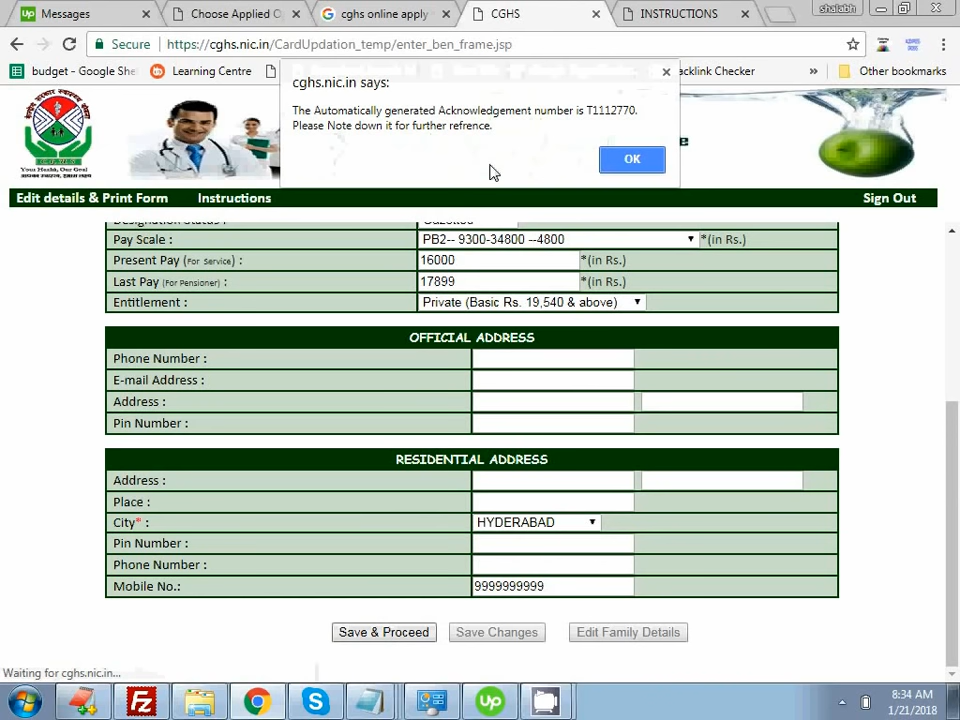 Messages
Choose Applied O
cghs online apply
CGHS
INSTRUCTIONS
shalabh
Secure
https://cghs.nic.in/CardUpdation_temp/enter_ben_frame.jsp
budget - Google She
Learning Centre
acklink Checker
»
Other bookmarks
cghs.nic.in says:
The Automatically generated Acknowledgement number is T1112770.
Please Note down it for further refrence.
OK
Edit details & Print Form
Instructions
Sign Out
Designation Status :
Gazetted
Pay Scale :
PB2-- 9300-34800 --4800
*(in Rs.)
Present Pay (For Service) :
16000
*(in Rs.)
Last Pay (For Pensioner) :
17899
*(in Rs.)
Entitlement :
Private (Basic Rs. 19,540 & above)
OFFICIAL ADDRESS
Phone Number :
E-mail Address :
Address :
Pin Number :
RESIDENTIAL ADDRESS
Address :
Place :
City* :
HYDERABAD
Pin Number :
Phone Number :
Mobile No.:
9999999999
Save & Proceed
Save Changes
Edit Family Details
Waiting for cghs.nic.in...
8:34 AM
1/21/2018